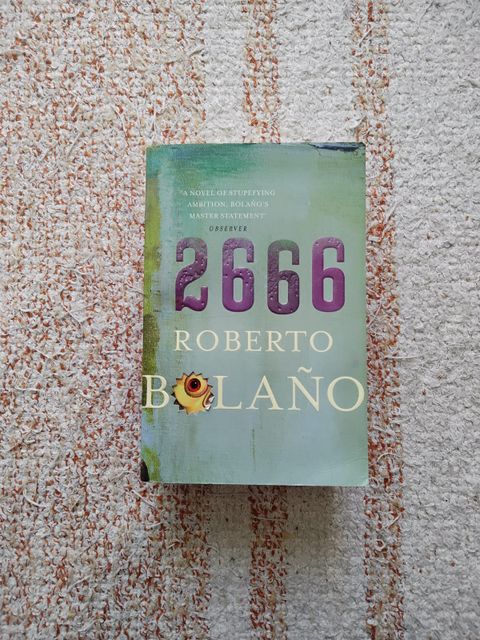 'A NOVEL OF STUPEFYING
AMBITION, BOLAÑO'S
MASTER STATEMENT'
OBSERVER
2666
ROBERTO
BOLAÑO